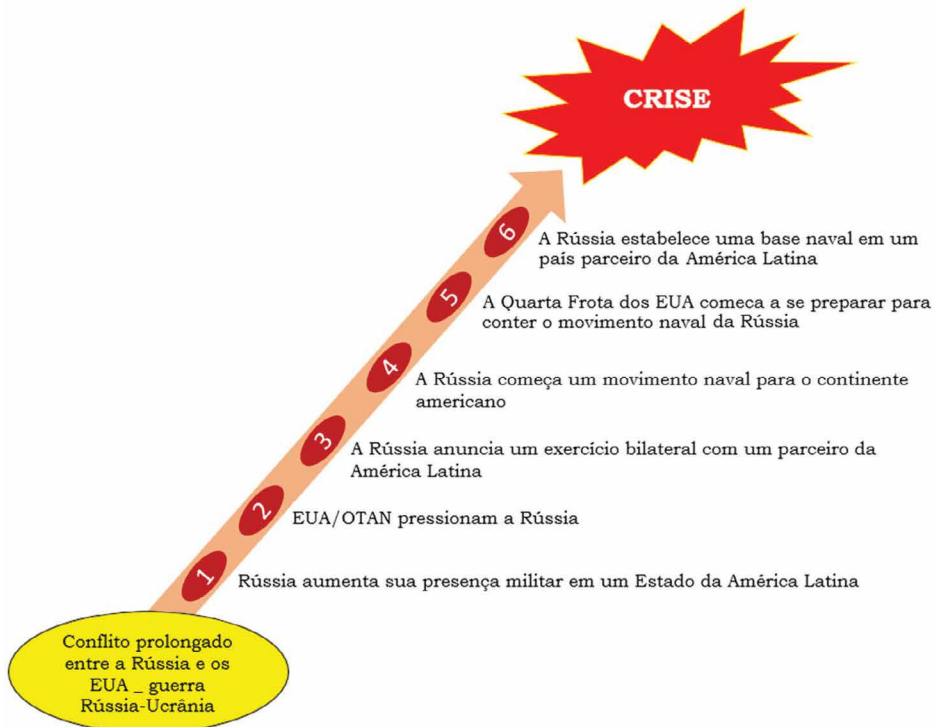 CRISE
6
A Rússia estabelece uma base naval em um
país parceiro da América Latina
5
A Quarta Frota dos EUA comeca a se preparar para
conter o movimento naval da Rússia
4
A Rússia começa um movimento naval para o continente
americano
3
A Rússia anuncia um exercício bilateral com um parceiro da
América Latina
2
EUA/OTAN pressionam a Rússia
1
Rússia aumenta sua presença militar em um Estado da América Latina
Conflito prolongado
entre a Rússia e os
EUA _ guerra
Rússia-Ucrânia